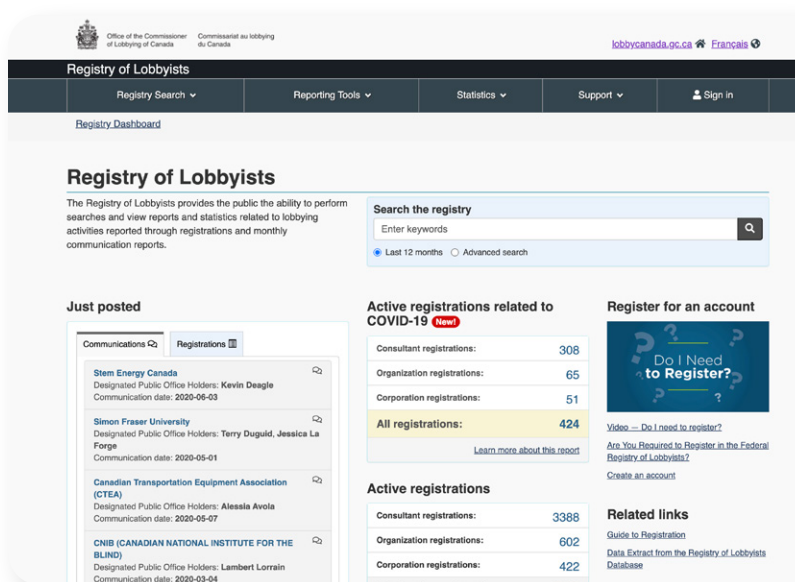 Office of the Commissioner
of Lobbying of Canada
Commissariat au lobbying
du Canada
lobbycanada.gc.ca Français
Registry of Lobbyists
Registry Search
Reporting Tools
Statistics
Support
Sign in
Registry Dashboard
Registry of Lobbyists
The Registry of Lobbyists provides the public the ability to perform
searches and view reports and statistics related to lobbying
activities reported through registrations and monthly
communication reports.
Search the registry
Enter keywords
Last 12 months Advanced search
Just posted
Communications
Registrations
Stem Energy Canada
Designated Public Office Holders: Kevin Deagle
Communication date: 2020-06-03
Simon Fraser University
Designated Public Office Holders: Terry Duguid, Jessica La
Forge
Communication date: 2020-05-01
Canadian Transportation Equipment Association
(CTEA)
Designated Public Office Holders: Alessia Avola
Communication date: 2020-05-07
CNIB (CANADIAN NATIONAL INSTITUTE FOR THE
BLIND)
Designated Public Office Holders: Lambert Lorrain
Communication date: 2020-03-04
Active registrations related to
COVID-19 New!
Consultant registrations: 308
Organization registrations: 65
Corporation registrations: 51
All registrations: 424
Learn more about this report
Active registrations
Consultant registrations: 3388
Organization registrations: 602
Corporation registrations: 422
Register for an account
Do I Need
to Register?
Video — Do I need to register?
Are You Required to Register in the Federal
Registry of Lobbyists?
Create an account
Related links
Guide to Registration
Data Extract from the Registry of Lobbyists
Database